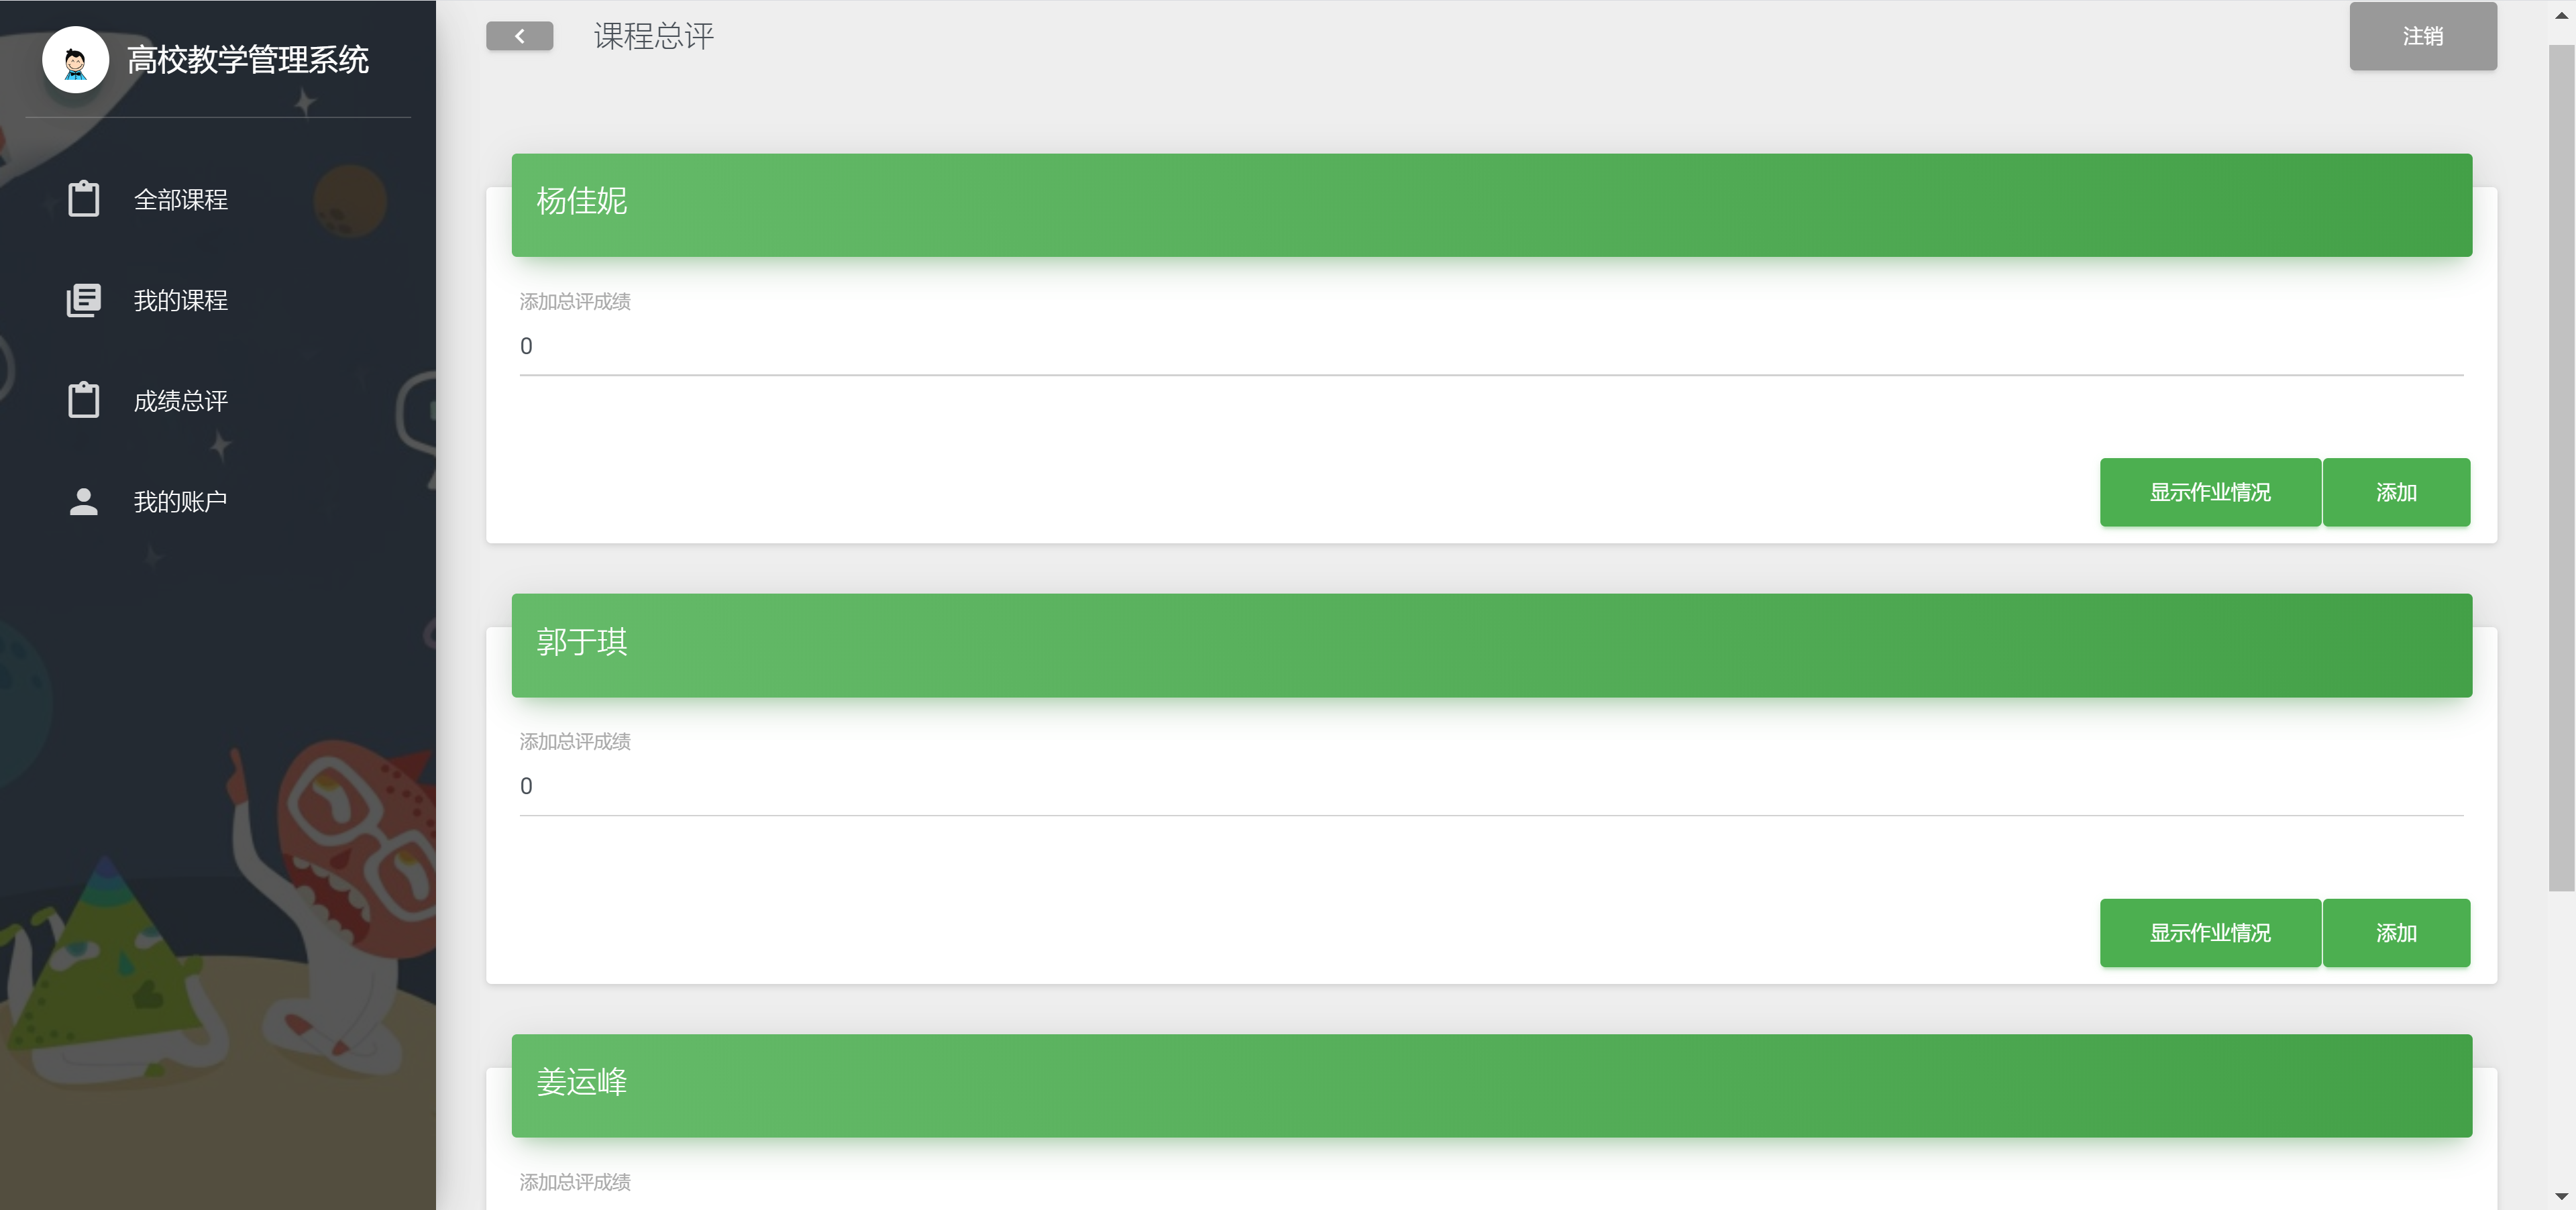 高校教学管理系统
全部课程
我的课程
成绩总评
我的账户
课程总评
注销
杨佳妮
添加总评成绩
0
显示作业情况
添加
郭于琪
添加总评成绩
0
显示作业情况
添加
姜运峰
添加总评成绩